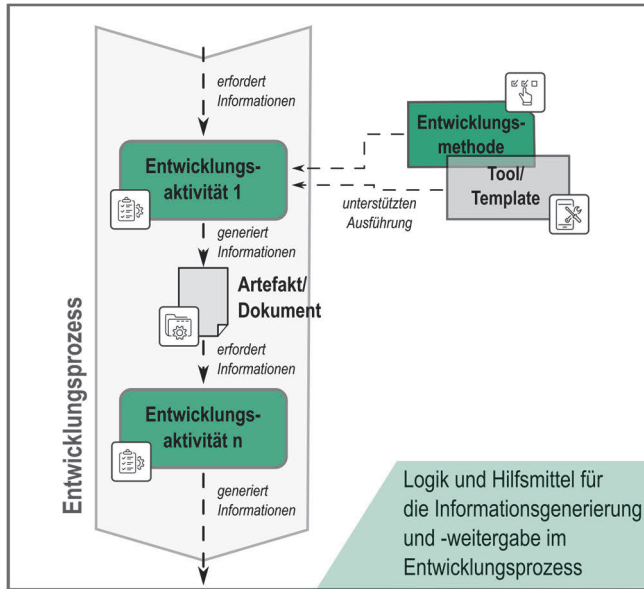 erfordert
Informationen
Entwicklungs-
aktivität 1
Entwicklungs-
methode
Tool/
Template
unterstützten
Ausführung
generiert
Informationen
Artefakt/
Dokument
erfordert
Informationen
Entwicklungs-
aktivität n
generiert
Informationen
Entwicklungsprozess
Logik und Hilfsmittel für
die Informationsgenerierung
und -weitergabe im
Entwicklungsprozess